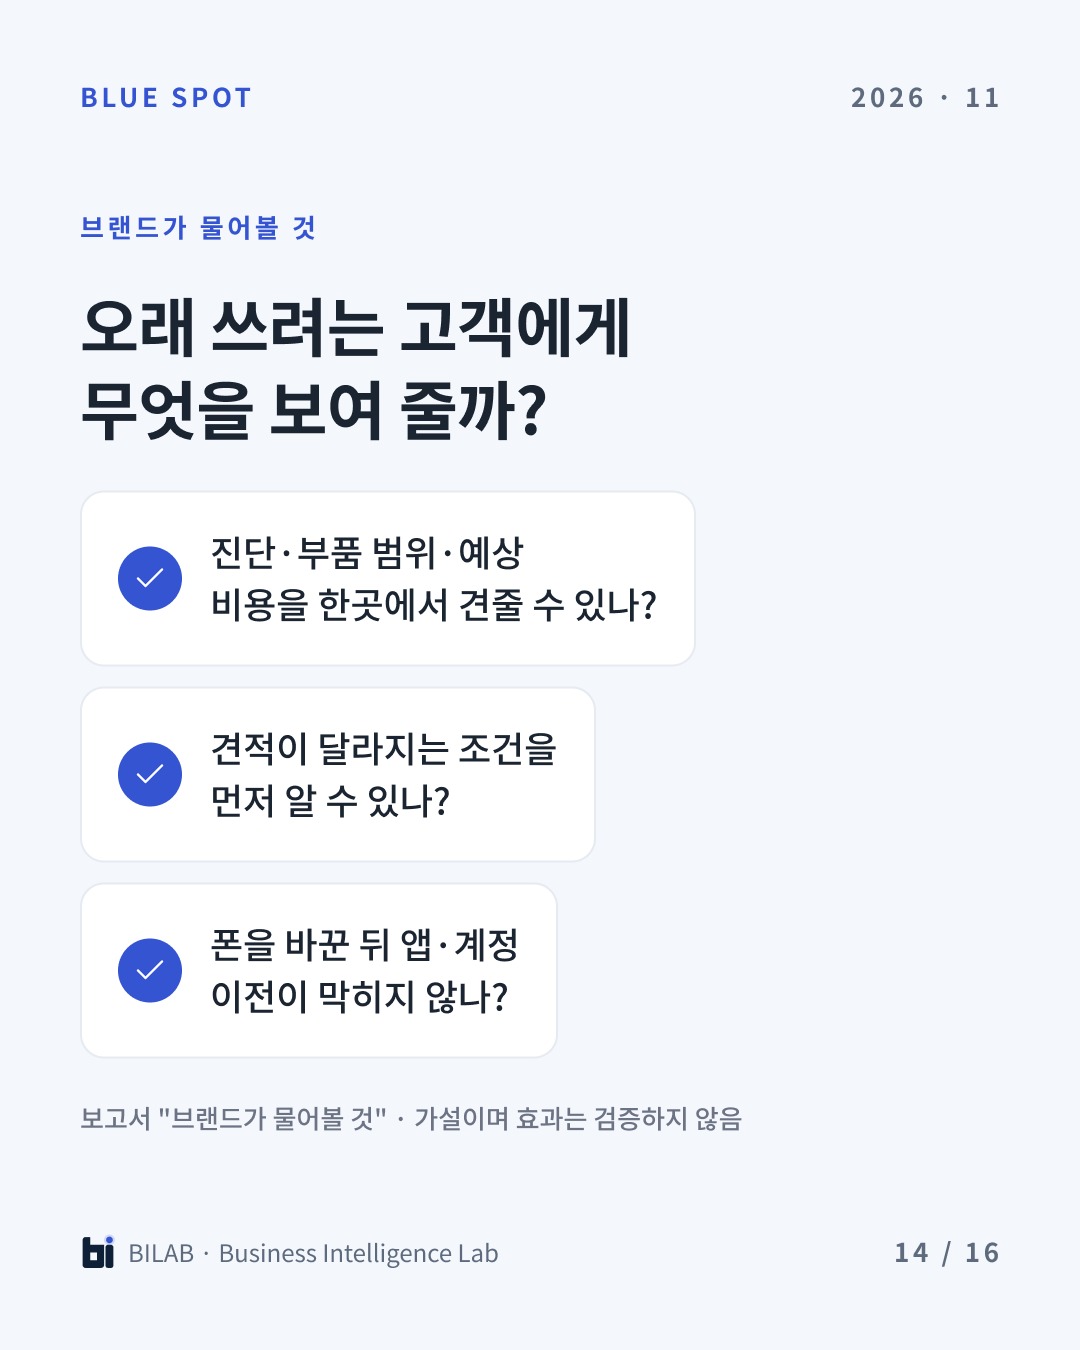 BLUE SPOT
2026 · 11
브랜드가 물어볼 것
오래 쓰려는 고객에게
무엇을 보여 줄까?
진단·부품 범위·예상
비용을 한곳에서 견줄 수 있나?
견적이 달라지는 조건을
먼저 알 수 있나?
폰을 바꾼 뒤 앱·계정
이전이 막히지 않나?
보고서 "브랜드가 물어볼 것" · 가설이며 효과는 검증하지 않음
bi BILAB · Business Intelligence Lab
14 / 16